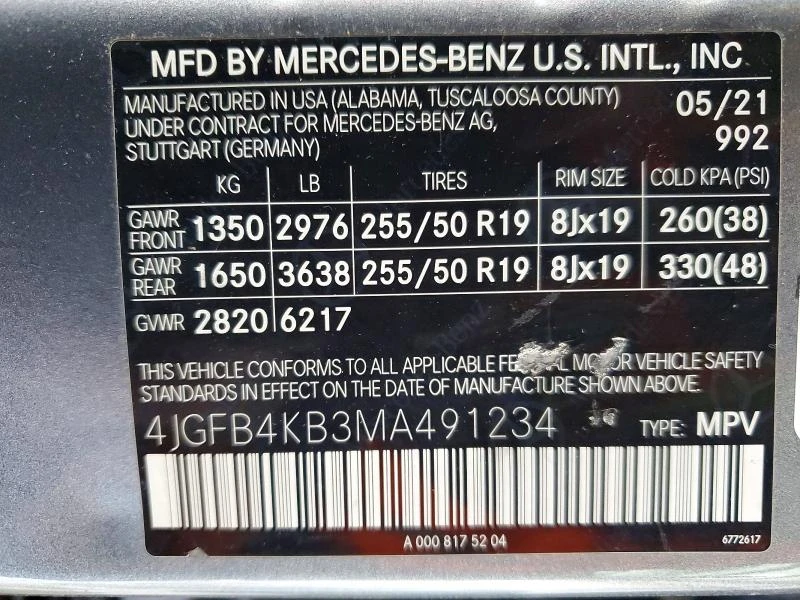 MFD BY MERCEDES-BENZ U.S. INTL., INC
MANUFACTURED IN USA (ALABAMA, TUSCALOOSA COUNTY) 05/21
UNDER CONTRACT FOR MERCEDES-BENZ AG, 992
STUTTGART (GERMANY)
KG LB TIRES RIM SIZE COLD KPA (PSI)
GAWR FRONT 1350 2976 255/50 R19 8Jx19 260(38)
GAWR REAR 1650 3638 255/50 R19 8Jx19 330(48)
GVWR 2820 6217
THIS VEHICLE CONFORMS TO ALL APPLICABLE MOTOR VEHICLE SAFETY
STANDARDS IN EFFECT ON THE DATE OF MANUFACTURE SHOWN ABOVE.
4JGFB4KB3MA491234 TYPE: MPV
A 000 817 52 04 6772617